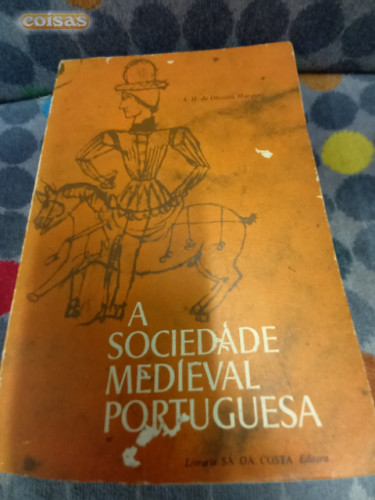 coisas
A. H. de Oliveira Marques
A
SOCIEDADE
MEDIEVAL
PORTUGUESA
Livraria SÁ DA COSTA Editora